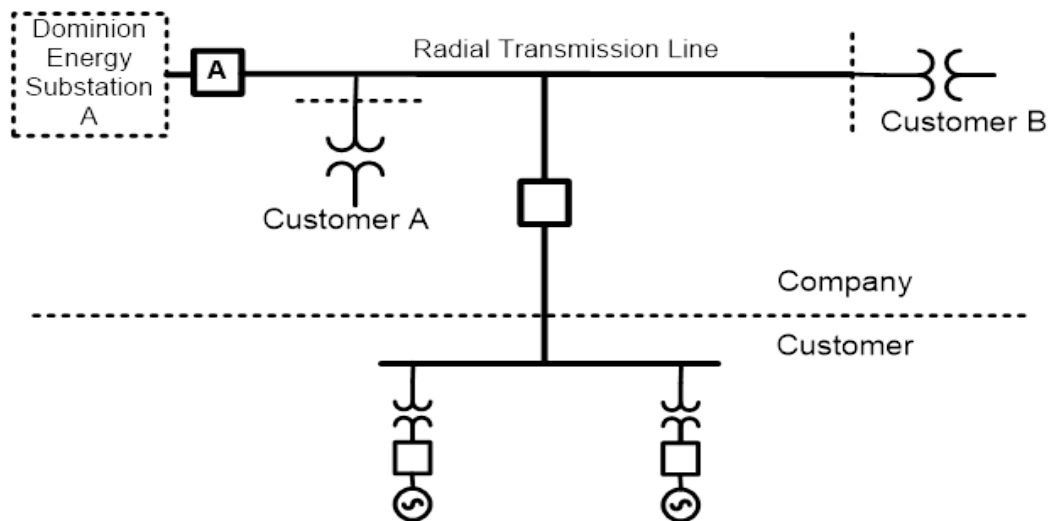 Dominion
Energy
Substation
A
A
Radial Transmission Line
Customer B
Customer A
Company
Customer